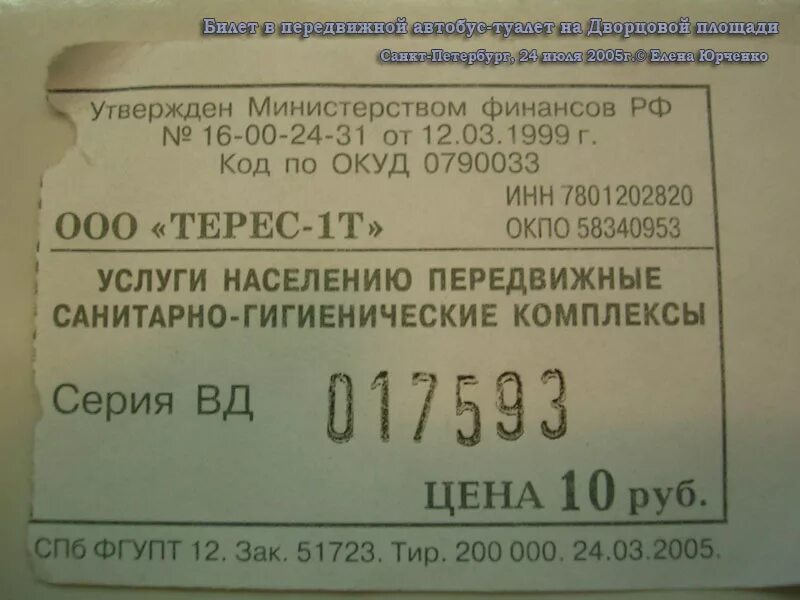 Билет в передвижной автобус-туалет на Дворцовой площади
Санкт-Петербург, 24 июля 2005г.© Елена Юрченко
Утвержден Министерством финансов РФ
№ 16-00-24-31 от 12.03.1999 г.
Код по ОКУД 0790033
ИНН 7801202820
ООО «ТЕРЕС-1Т» ОКПО 58340953
УСЛУГИ НАСЕЛЕНИЮ ПЕРЕДВИЖНЫЕ
САНИТАРНО-ГИГИЕНИЧЕСКИЕ КОМПЛЕКСЫ
Серия ВД 017593
ЦЕНА 10 руб.
СПб ФГУПТ 12. Зак. 51723. Тир. 200 000. 24.03.2005.